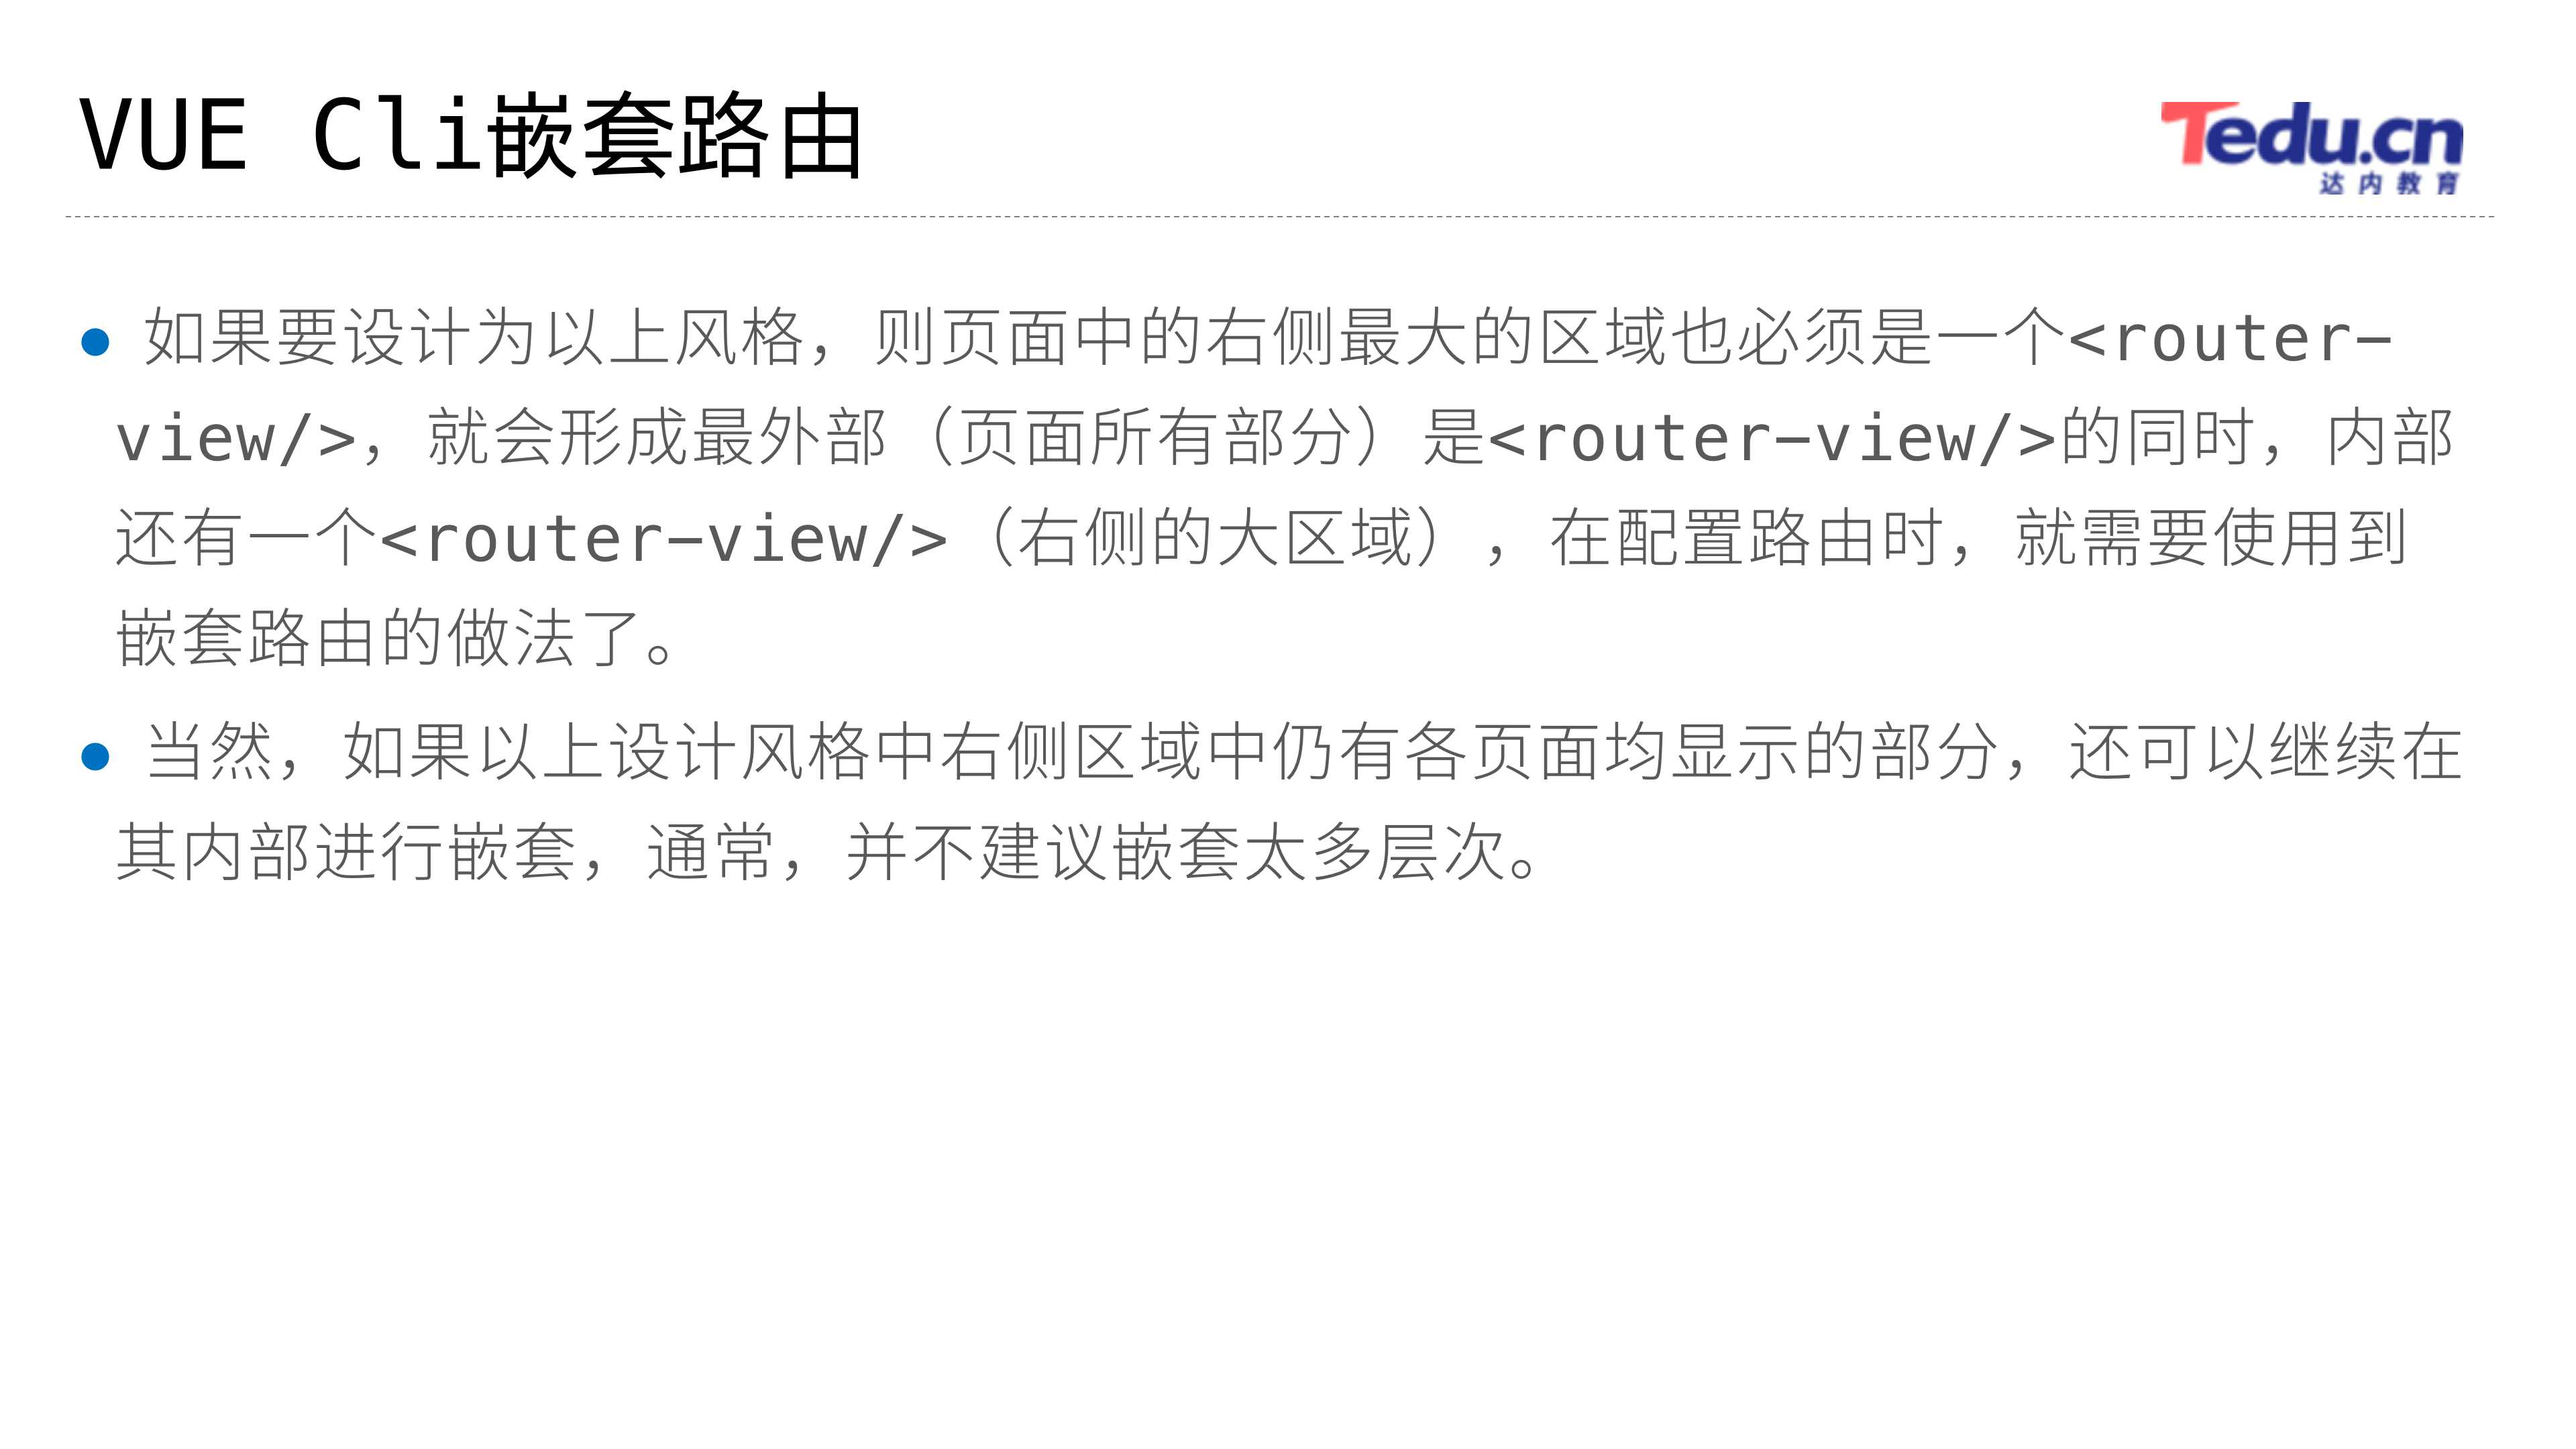 VUE Cli嵌套路由
Tedu.cn
达内教育
● 如果要设计为以上风格，则页面中的右侧最大的区域也必须是一个<router-
view/>，就会形成最外部（页面所有部分）是<router-view/>的同时，内部
还有一个<router-view/>（右侧的大区域），在配置路由时，就需要使用到
嵌套路由的做法了。
● 当然，如果以上设计风格中右侧区域中仍有各页面均显示的部分，还可以继续在
其内部进行嵌套，通常，并不建议嵌套太多层次。